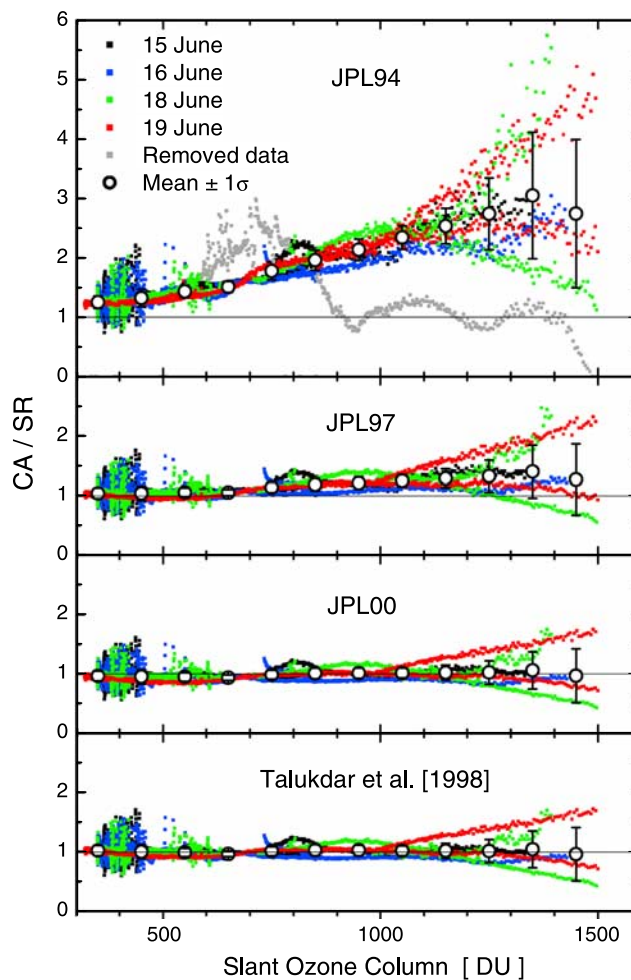 6
15 June
16 June
JPL94
5
18 June
19 June
4
Removed data
Mean ± 1σ
3
2
1
0
JPL97
2
1
0
JPL00
2
1
0
Talukdar et al. [1998]
2
1
0
CA / SR
500
1000
1500
Slant Ozone Column [ DU ]